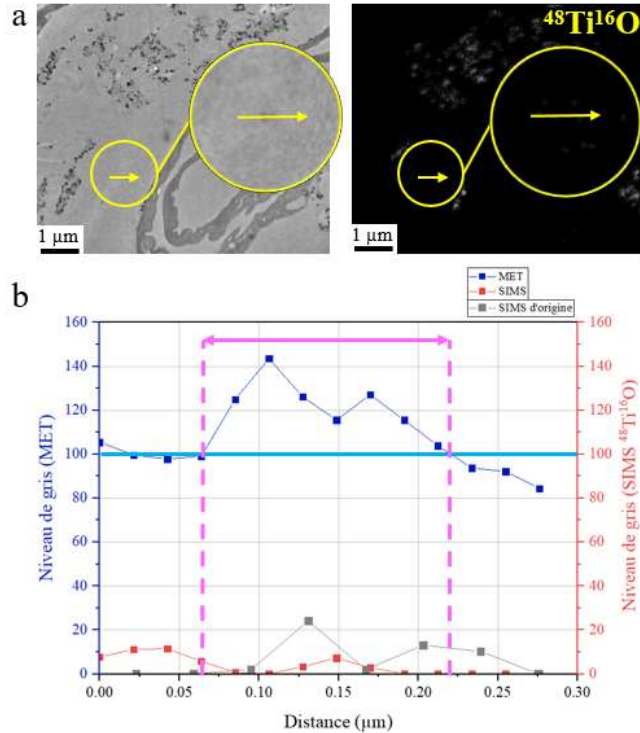 a
⁴⁸Ti¹⁶O
1 µm
1 µm
b
MET
SIMS
SIMS d'origine
160
140
120
100
80
60
40
20
0
Niveau de gris (MET)
160
140
120
100
80
60
40
20
0
Niveau de gris (SIMS ⁴⁸Ti¹⁶O)
0.00 0.05 0.10 0.15 0.20 0.25 0.30
Distance (µm)